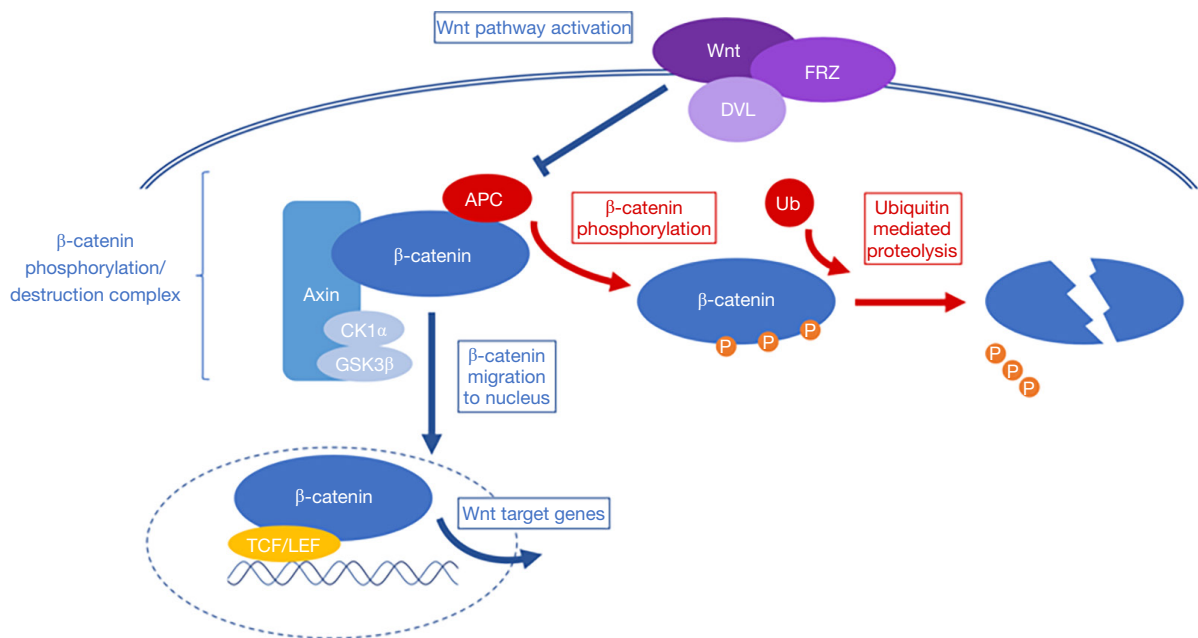 Wnt pathway activation
Wnt
FRZ
DVL
β-catenin
phosphorylation/
destruction complex
APC
β-catenin
Axin
CK1α
GSK3β
β-catenin
phosphorylation
Ub
Ubiquitin
mediated
proteolysis
β-catenin
P
P
P
P
P
P
β-catenin
migration
to nucleus
β-catenin
TCF/LEF
Wnt target genes